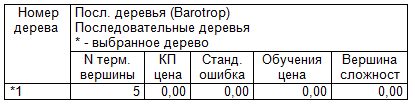 Номер дерева
Посл. деревья (Barotrop)
Последовательные деревья
* - выбранное дерево
N терм. вершины
КП цена
Станд. ошибка
Обучения цена
Вершина сложност
*1 5 0,00 0,00 0,00 0,00